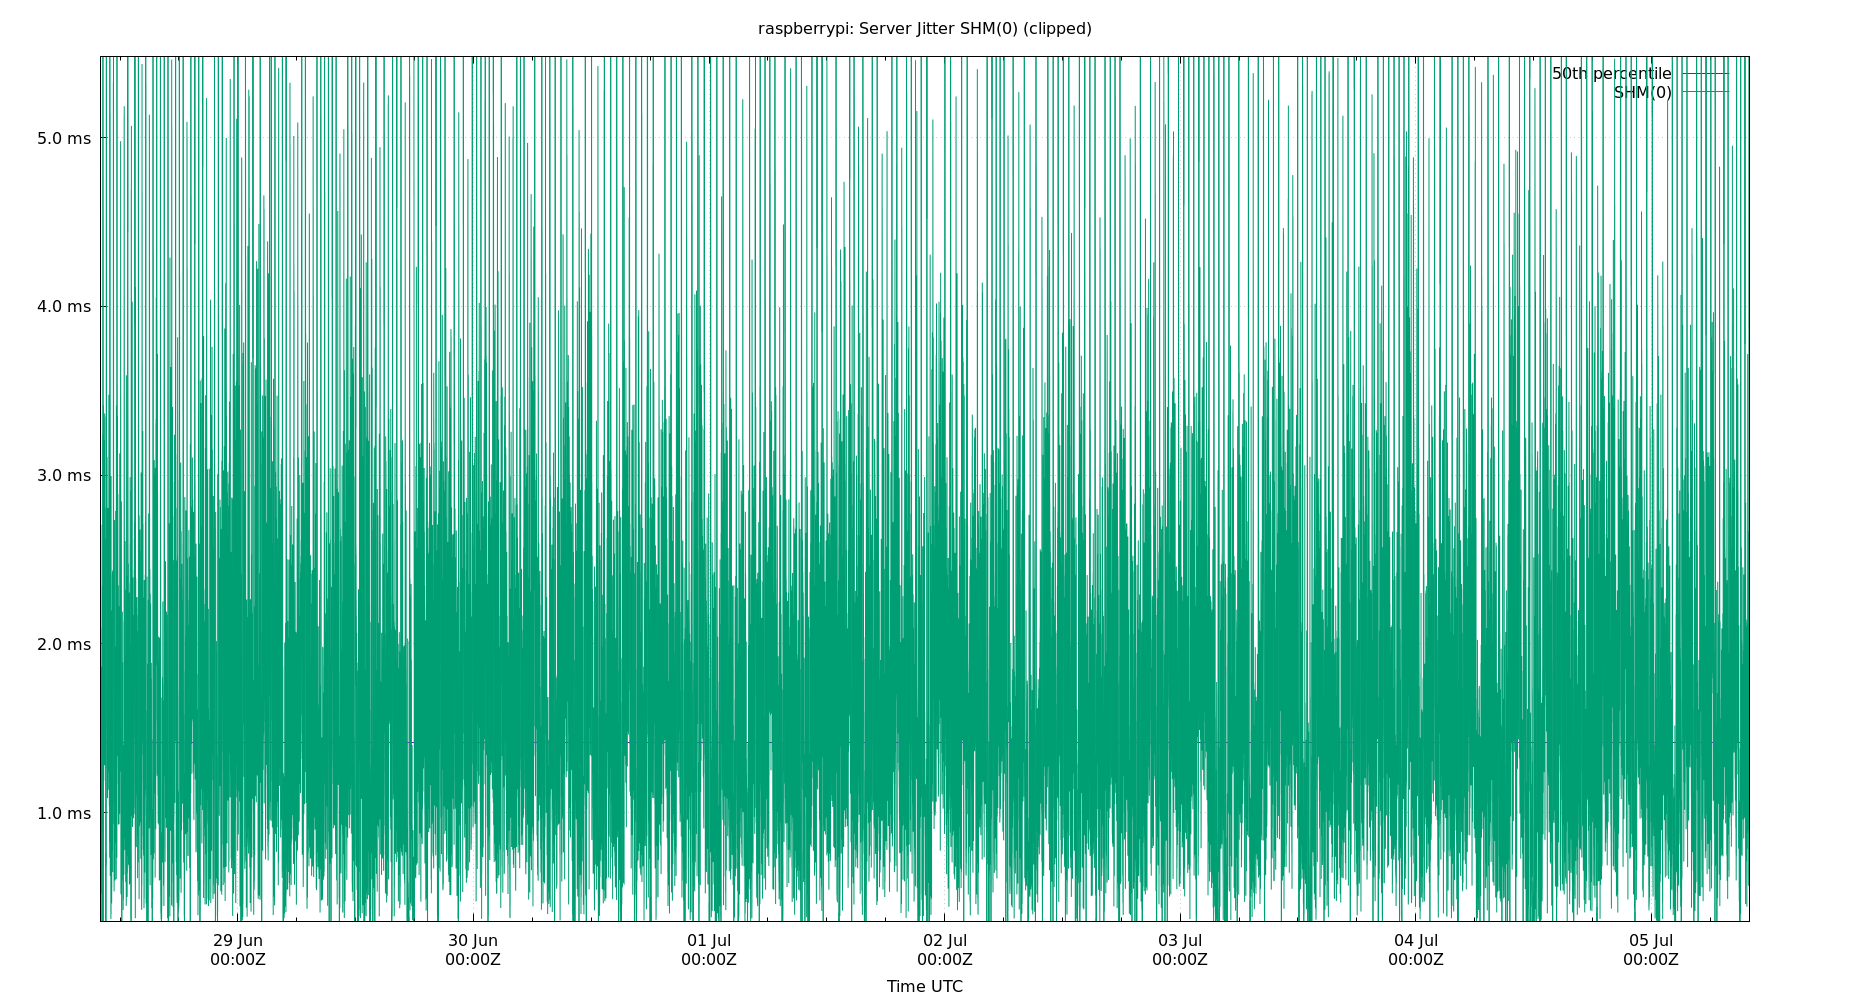 raspberrypi: Server Jitter SHM(0) (clipped)
50th percentile
SHM(0)
5.0 ms
4.0 ms
3.0 ms
2.0 ms
1.0 ms
29 Jun 30 Jun 01 Jul 02 Jul 03 Jul 04 Jul 05 Jul
00:00Z 00:00Z 00:00Z 00:00Z 00:00Z 00:00Z 00:00Z
Time UTC